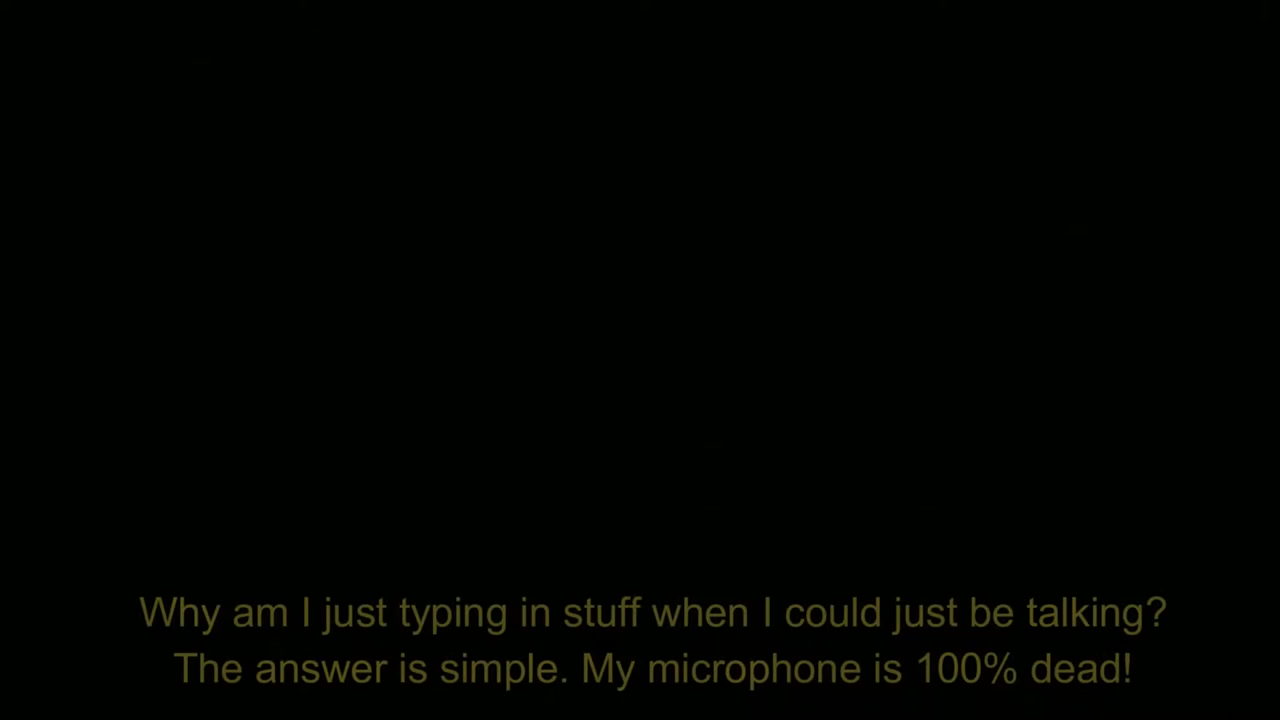 Why am I just typing in stuff when I could just be talking?
The answer is simple. My microphone is 100% dead!